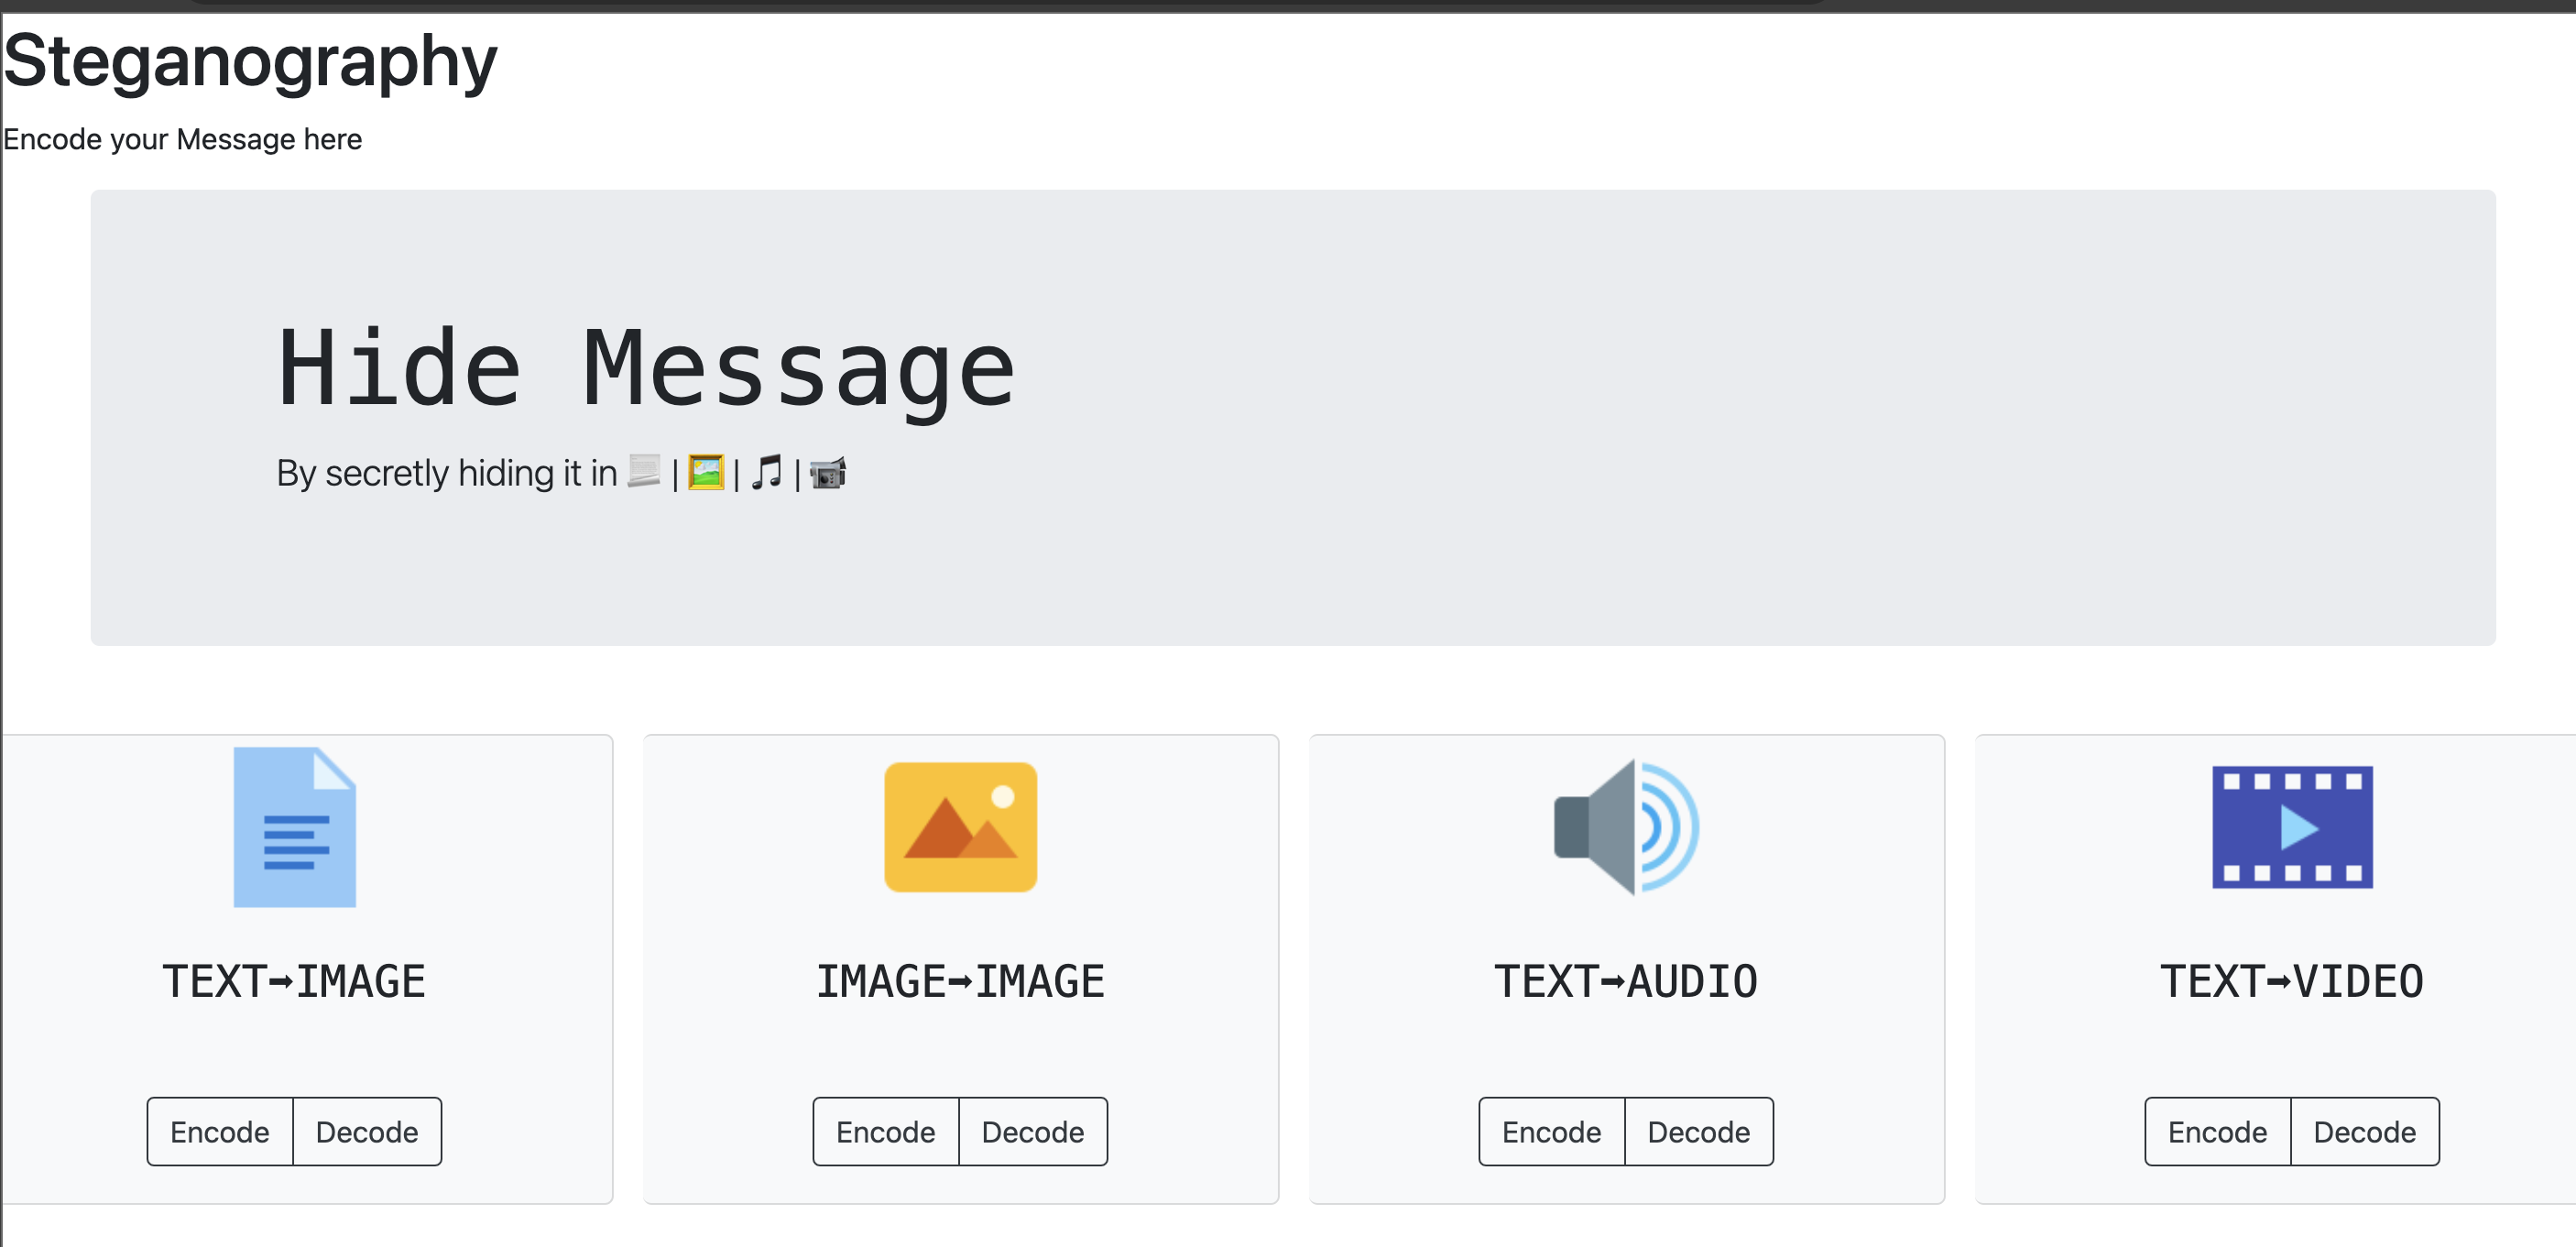 Steganography
Encode your Message here
Hide Message
By secretly hiding it in 📜 | 🖼️ | 🎵 | 📹
TEXT→IMAGE
IMAGE→IMAGE
TEXT→AUDIO
TEXT→VIDEO
Encode Decode
Encode Decode
Encode Decode
Encode Decode